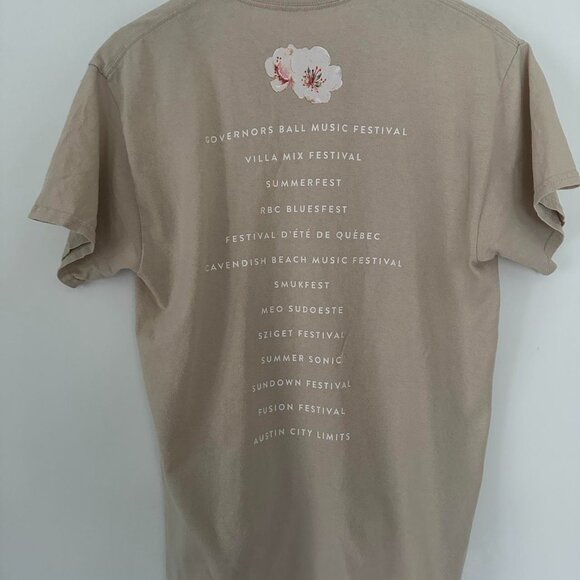 GOVERNORS BALL MUSIC FESTIVAL
VILLA MIX FESTIVAL
SUMMERFEST
RBC BLUESFEST
FESTIVAL D'ÉTÉ DE QUÉBEC
CAVENDISH BEACH MUSIC FESTIVAL
SMUKFEST
MEO SUDOESTE
SZIGET FESTIVAL
SUMMER SONIC
SUNDOWN FESTIVAL
FUSION FESTIVAL
AUSTIN CITY LIMITS